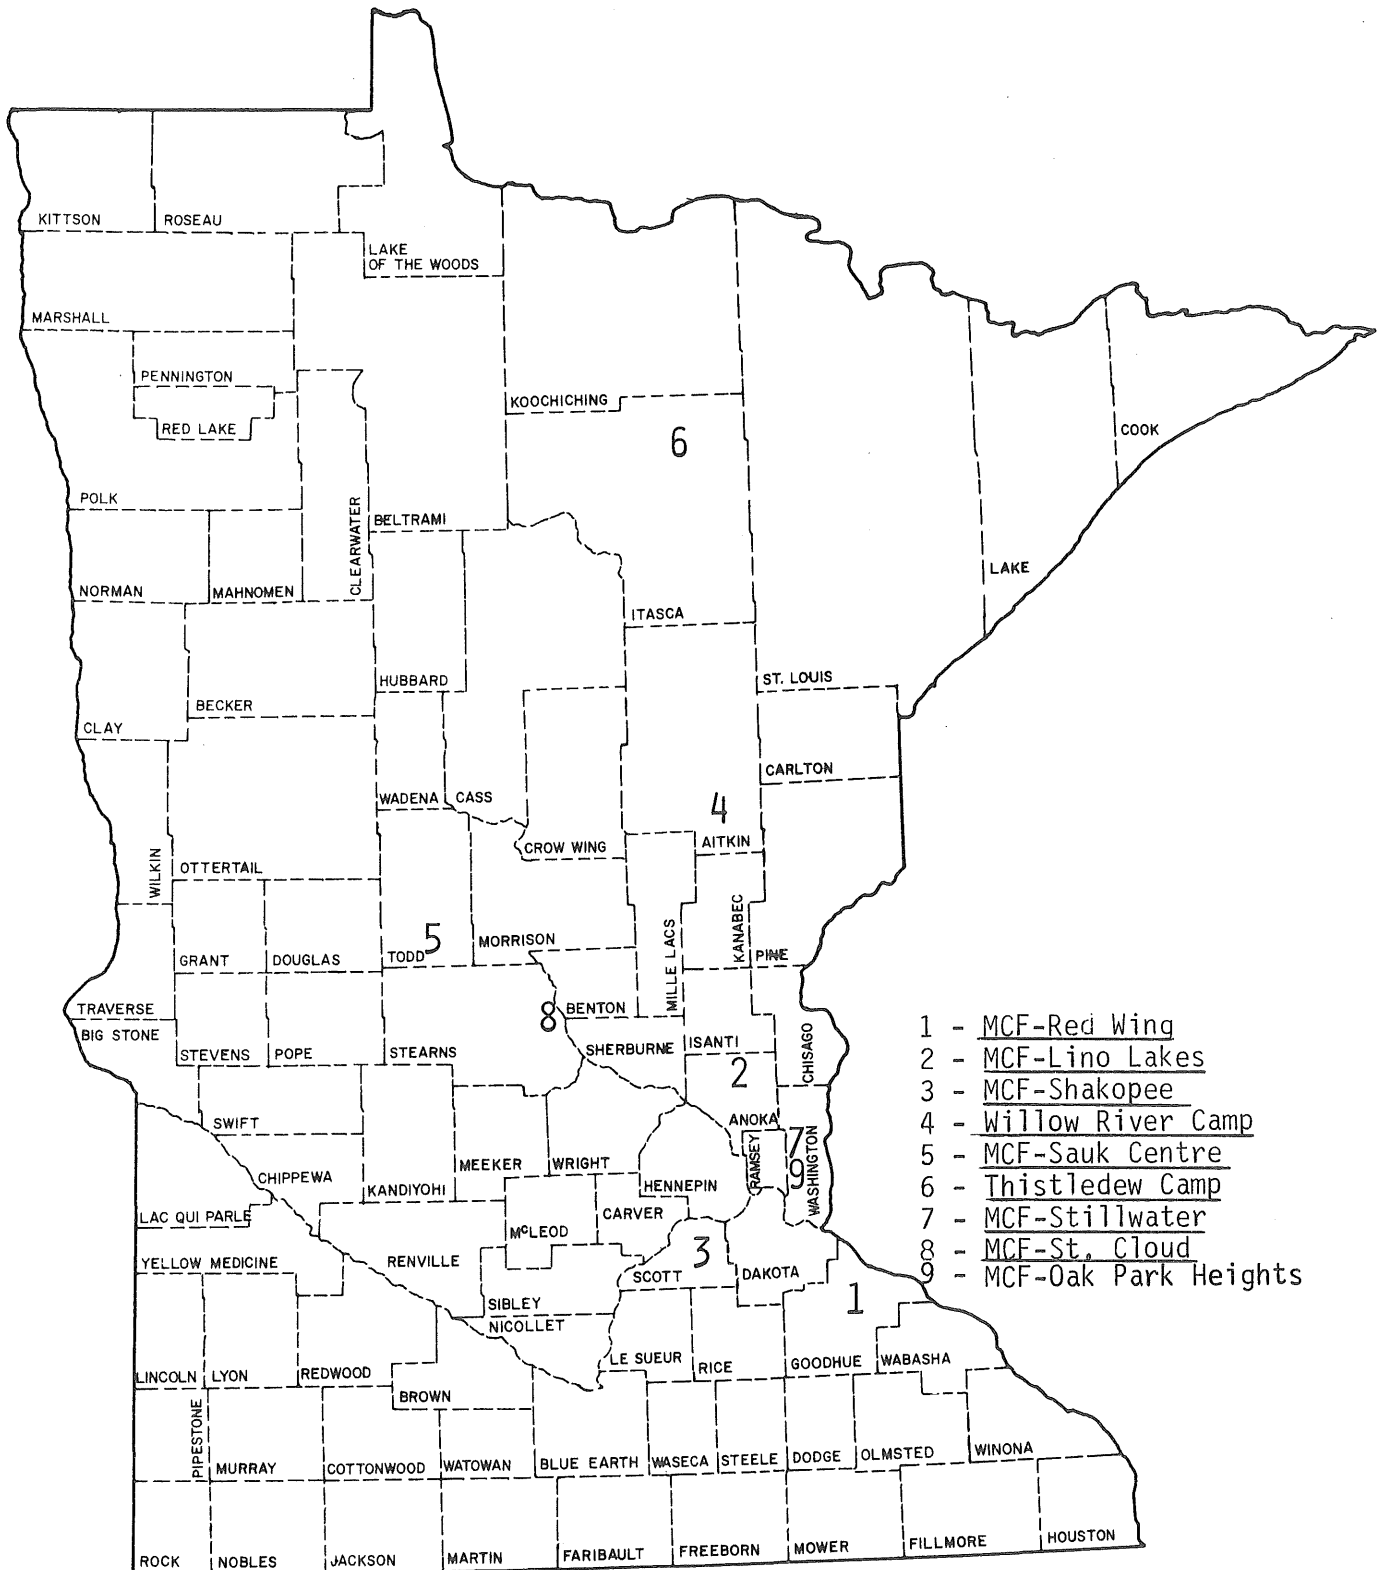 KITTSON
ROSEAU
LAKE
OF THE WOODS
MARSHALL
PENNINGTON
RED LAKE
KOOCHICHING
6
COOK
POLK
CLEARWATER
BELTRAMI
LAKE
NORMAN
MAHNOMEN
ITASCA
HUBBARD
ST. LOUIS
BECKER
CLAY
CARLTON
WADENA
CASS
4
AITKIN
CROW WING
WILKIN
OTTERTAIL
5
TODD
MORRISON
MILLE LACS
KANABEC
PINE
GRANT
DOUGLAS
TRAVERSE
BIG STONE
8
BENTON
STEVENS
POPE
STEARNS
SHERBURNE
ISANTI
CHISAGO
2
ANOKA
SWIFT
7
9
RAMSEY
WASHINGTON
CHIPPEWA
KANDIYOHI
MEEKER
WRIGHT
HENNEPIN
LAC QUI PARLE
McLEOD
CARVER
YELLOW MEDICINE
RENVILLE
3
SCOTT
DAKOTA
SIBLEY
NICOLLET
1
LINCOLN
LYON
REDWOOD
LE SUEUR
RICE
GOODHUE
WABASHA
BROWN
PIPESTONE
MURRAY
COTTONWOOD
WATOWAN
BLUE EARTH
WASECA
STEELE
DODGE
OLMSTED
WINONA
ROCK
NOBLES
JACKSON
MARTIN
FARIBAULT
FREEBORN
MOWER
FILLMORE
HOUSTON
1 - MCF-Red Wing
2 - MCF-Lino Lakes
3 - MCF-Shakopee
4 - Willow River Camp
5 - MCF-Sauk Centre
6 - Thistledew Camp
7 - MCF-Stillwater
8 - MCF-St. Cloud
9 - MCF-Oak Park Heights